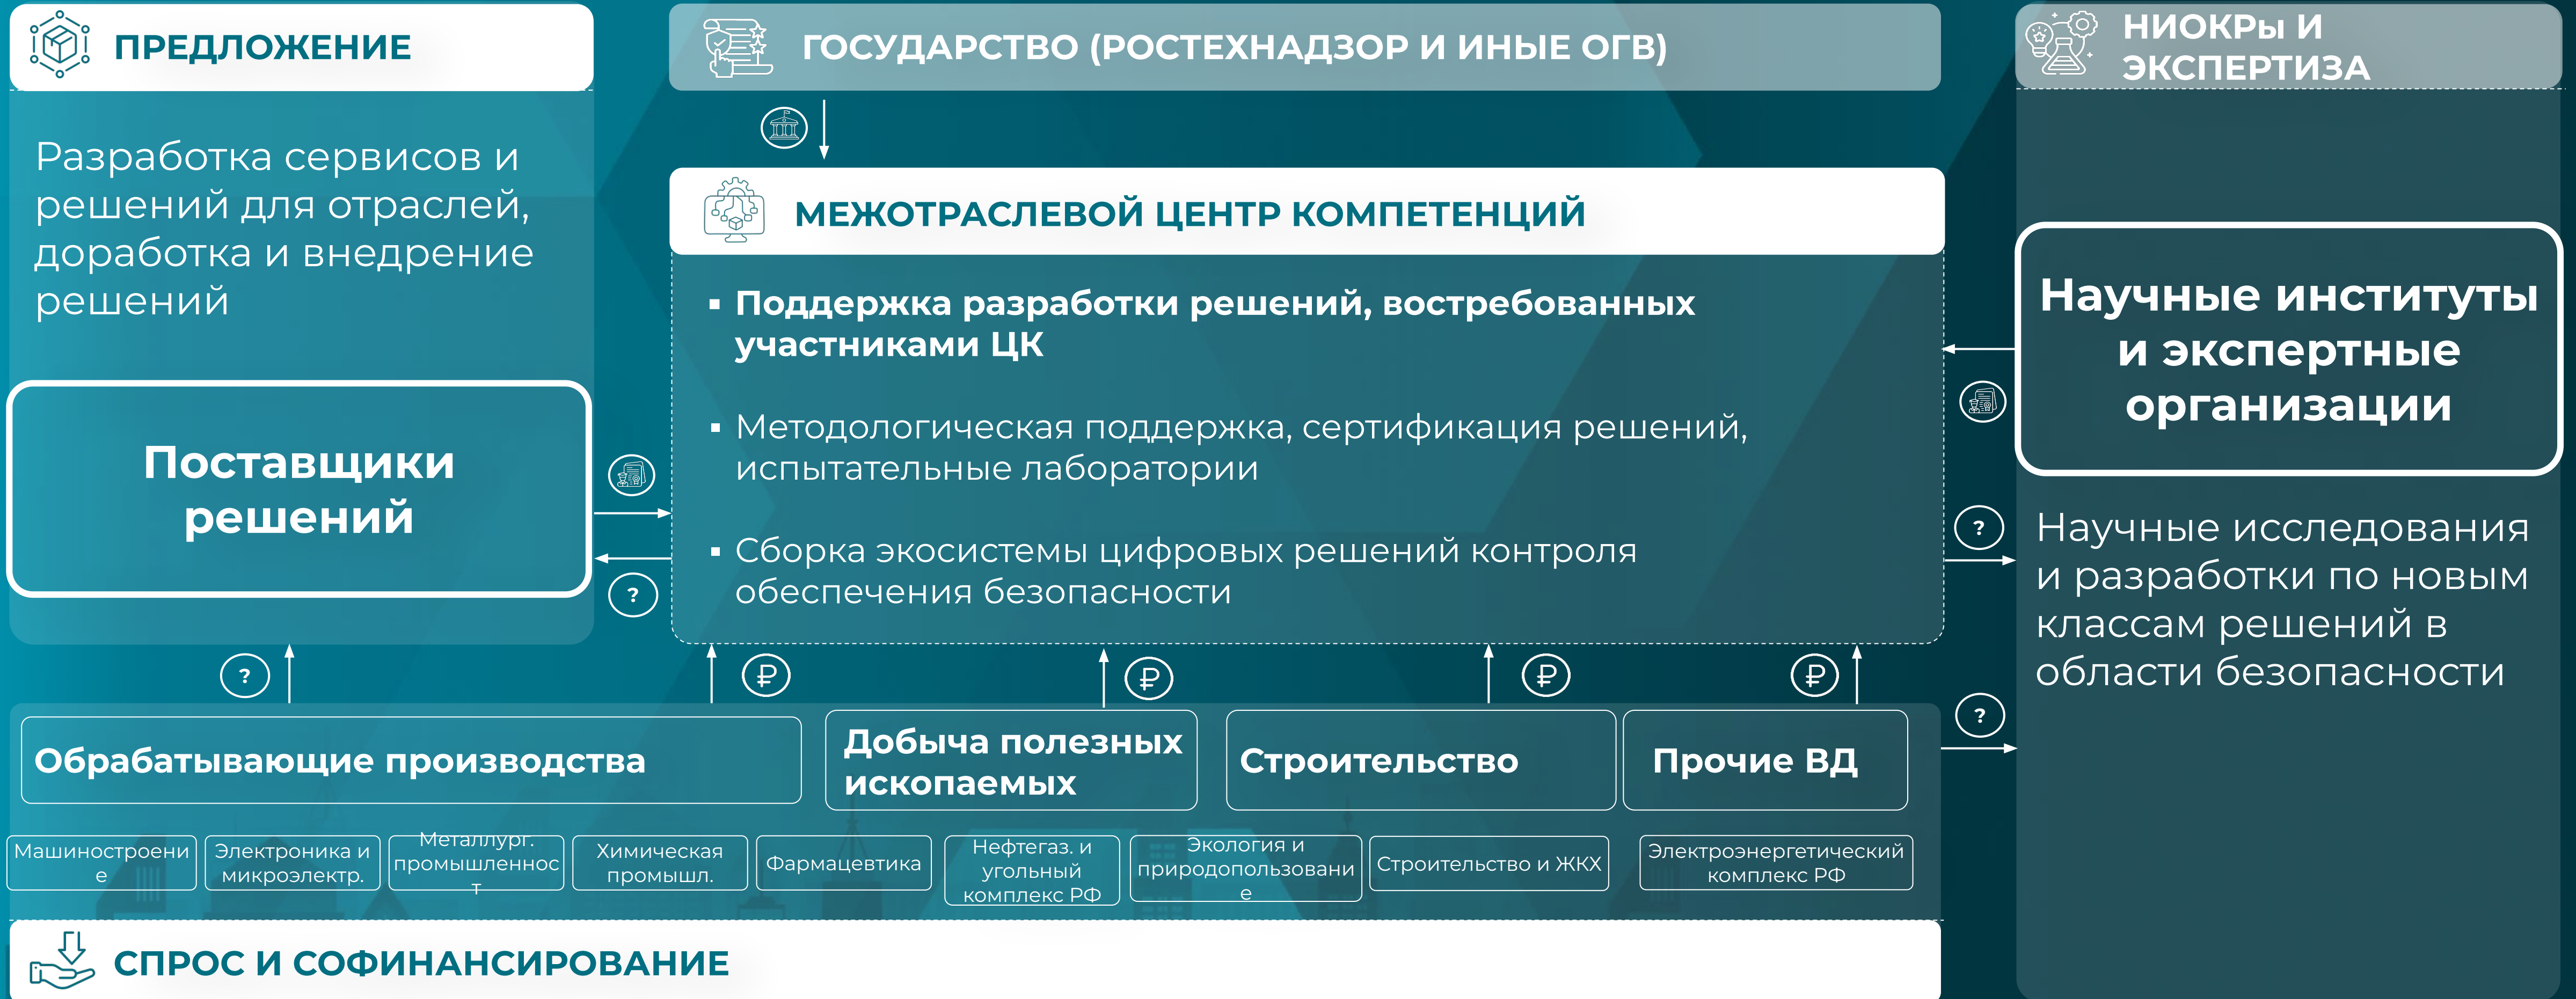 ПРЕДЛОЖЕНИЕ
Разработка сервисов и
решений для отраслей,
доработка и внедрение
решений
Поставщики
решений
?
?
ГОСУДАРСТВО (РОСТЕХНАДЗОР И ИНЫЕ ОГВ)
МЕЖОТРАСЛЕВОЙ ЦЕНТР КОМПЕТЕНЦИЙ
▪ Поддержка разработки решений, востребованных
участниками ЦК
▪ Методологическая поддержка, сертификация решений,
испытательные лаборатории
▪ Сборка экосистемы цифровых решений контроля
обеспечения безопасности
₽
₽
₽
₽
НИОКРы И
ЭКСПЕРТИЗА
Научные институты
и экспертные
организации
?
Научные исследования
и разработки по новым
классам решений в
области безопасности
?
Обрабатывающие производства
Добыча полезных
ископаемых
Строительство
Прочие ВД
Машиностроени
е
Электроника и
микроэлектр.
Металлург.
промышленнос
т
Химическая
промышл.
Фармацевтика
Нефтегаз. и
угольный
комплекс РФ
Экология и
природопользовани
е
Строительство и ЖКХ
Электроэнергетический
комплекс РФ
СПРОС И СОФИНАНСИРОВАНИЕ